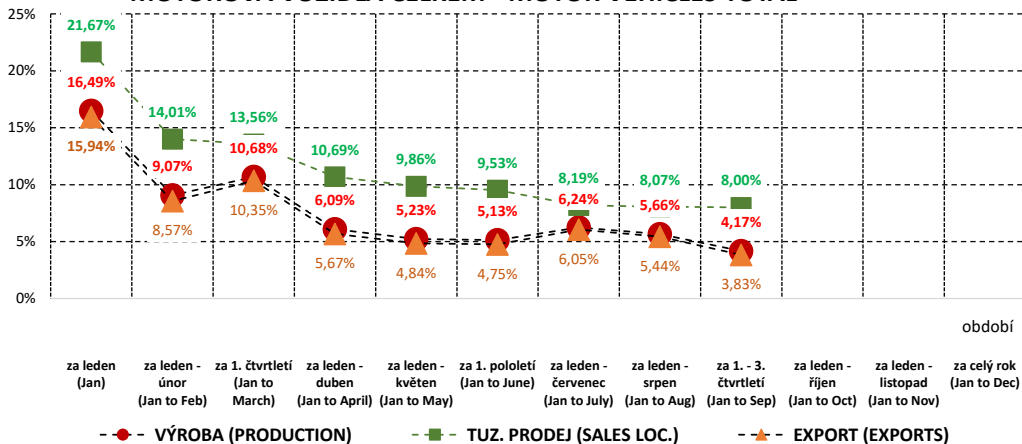 25%
20%
15%
10%
5%
0%
21,67%
16,49%
15,94%
14,01%
9,07%
8,57%
13,56%
10,68%
10,35%
10,69%
6,09%
5,67%
9,86%
5,23%
4,84%
9,53%
5,13%
4,75%
8,19%
6,24%
6,05%
8,07%
5,66%
5,44%
8,00%
4,17%
3,83%
období
za leden
(Jan)
za leden -
únor
(Jan to Feb)
za 1. čtvrtletí
(Jan to
March)
za leden -
duben
(Jan to April)
za leden -
květen
(Jan to May)
za 1. pololetí
(Jan to June)
za leden -
červenec
(Jan to July)
za leden -
srpen
(Jan to Aug)
za 1. - 3.
čtvrtletí
(Jan to Sep)
za leden -
říjen
(Jan to Oct)
za leden -
listopad
(Jan to Nov)
za celý rok
(Jan to Dec)
VÝROBA (PRODUCTION)
TUZ. PRODEJ (SALES LOC.)
EXPORT (EXPORTS)